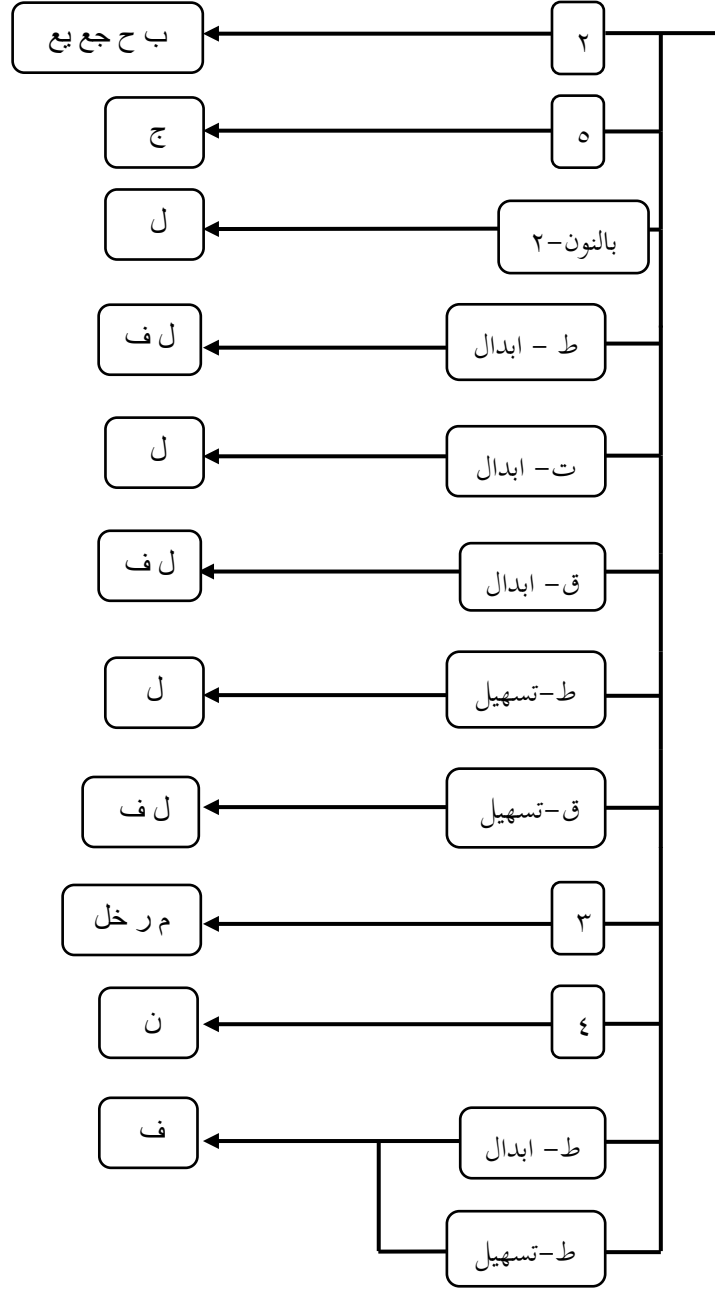 ٢ ب ح جع يع
٥ ج
بالنون-٢ ل
ط - ابدال ل ف
ت- ابدال ل
ق- ابدال ل ف
ط-تسهيل ل
ق-تسهيل ل ف
٣ م ر خل
٤ ن
ط- ابدال ف
ط-تسهيل